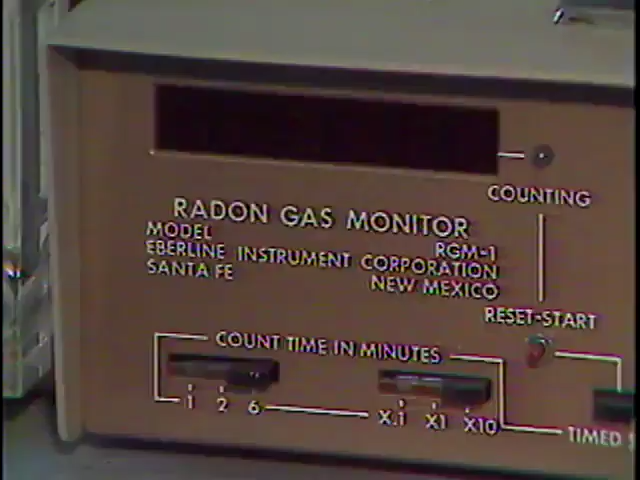 COUNTING
RADON GAS MONITOR
MODEL RGM-1
EBERLINE INSTRUMENT CORPORATION
SANTA FE NEW MEXICO
RESET-START
COUNT TIME IN MINUTES
1 2 6 X.1 X1 X10
TIMED